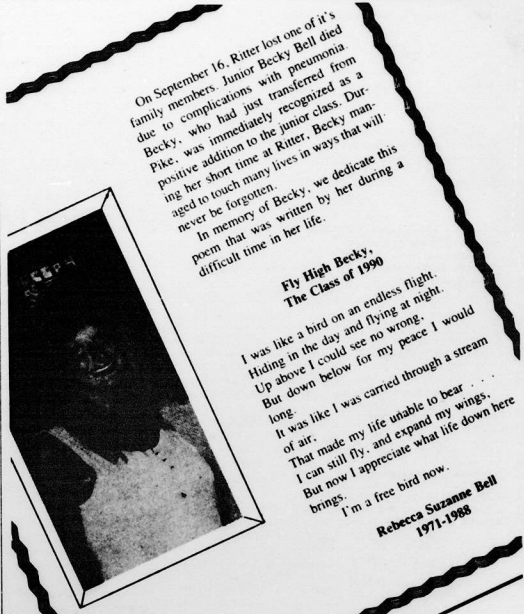 On September 16, Ritter lost one of it's
family members. Junior Becky Bell died
due to complications with pneumonia.
Becky, who had just transferred from
Pike, was immediately recognized as a
positive addition to the junior class. Dur-
ing her short time at Ritter, Becky man-
aged to touch many lives in ways that will
never be forgotten.
In memory of Becky, we dedicate this
poem that was written by her during a
difficult time in her life.
Fly High Becky,
The Class of 1990
I was like a bird on an endless flight.
Hiding in the day and flying at night.
Up above I could see no wrong,
But down below for my peace I would
long.
It was like I was carried through a stream
of air,
That made my life unable to bear . . .
I can still fly, and expand my wings,
But now I appreciate what life down here
brings.
I'm a free bird now.
Rebecca Suzanne Bell
1971-1988